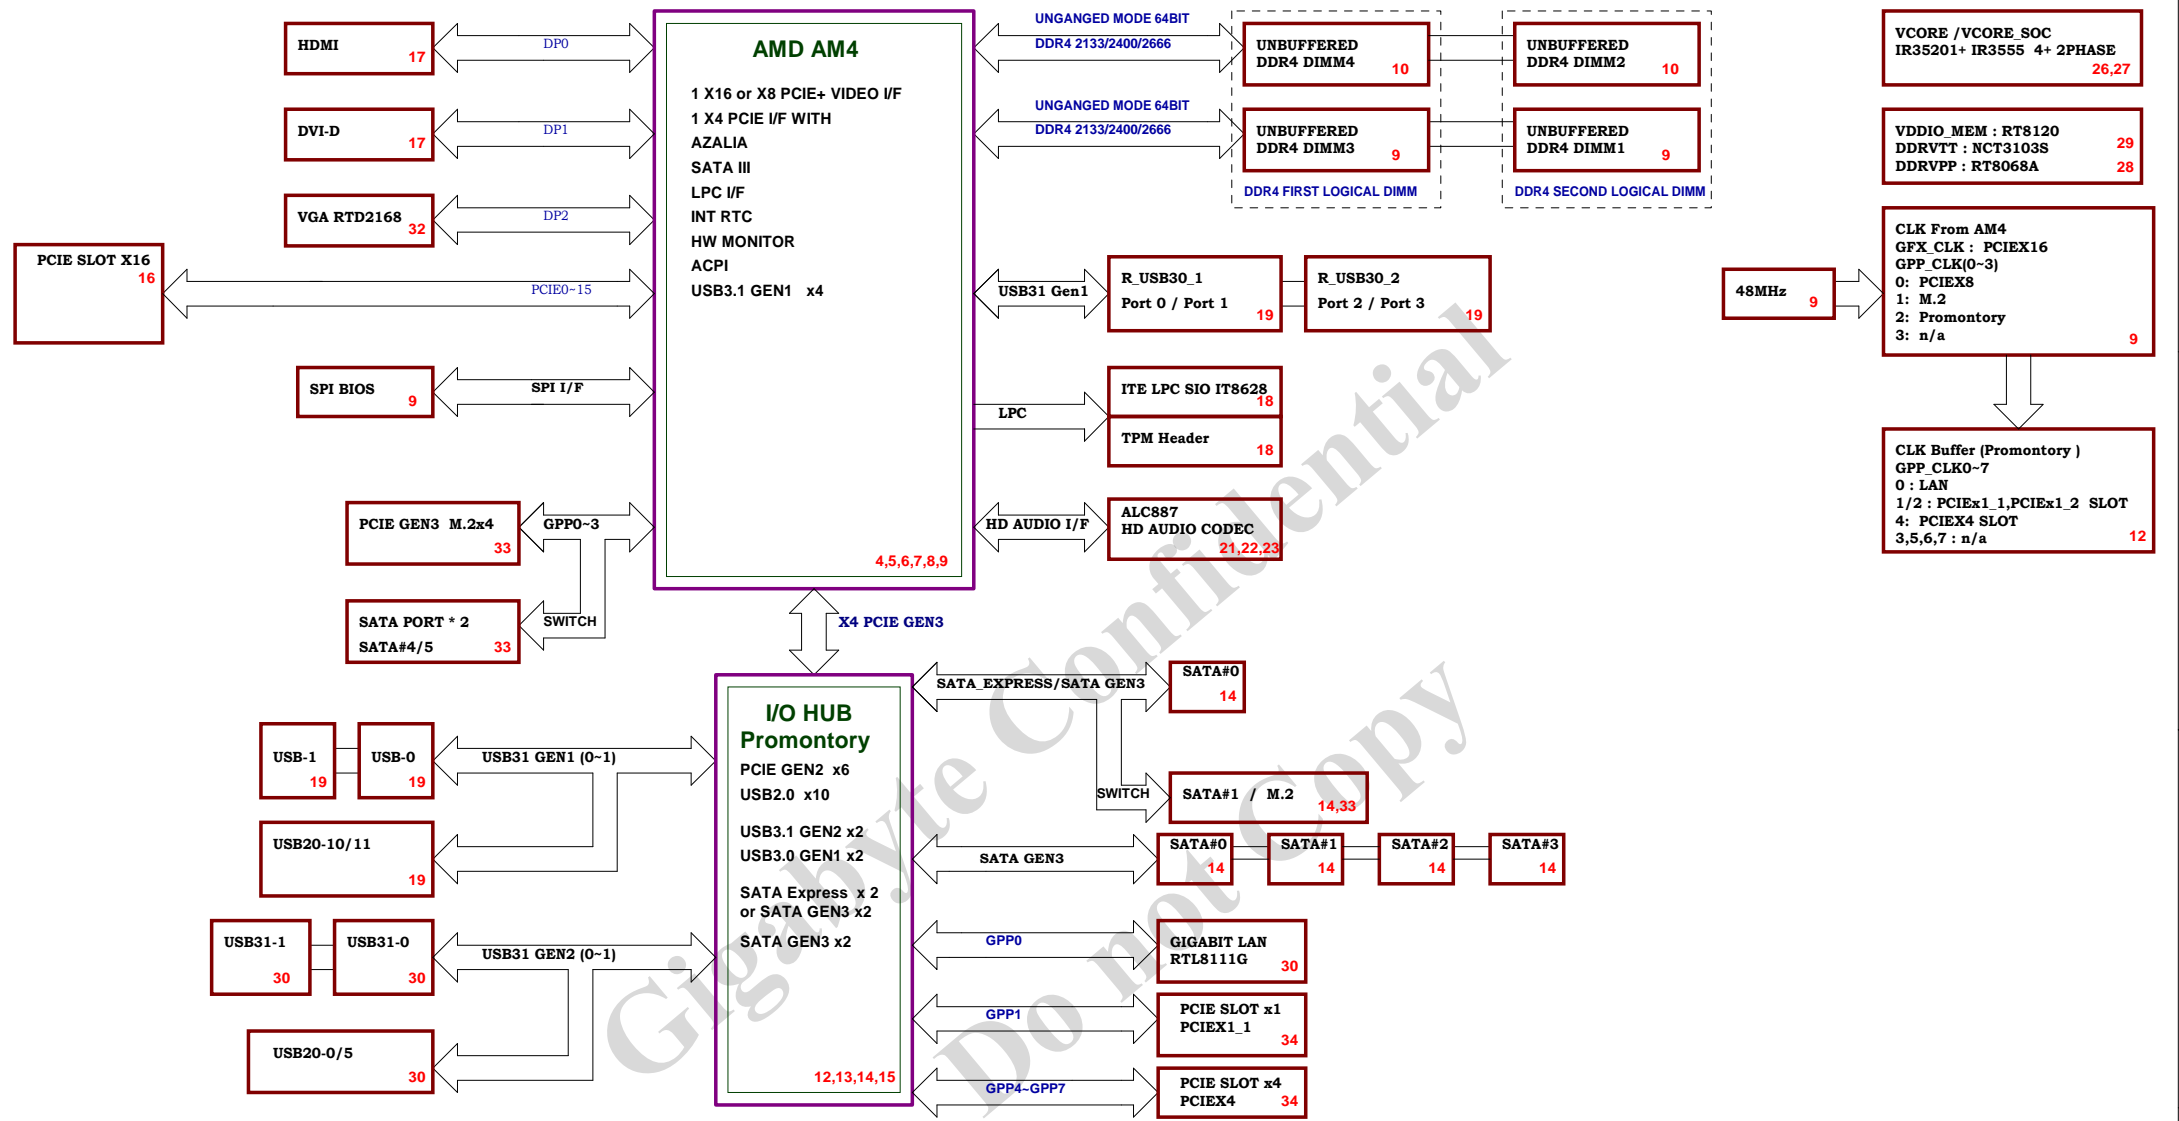 HDMI
17
DP0
DVI-D
17
DP1
VGA RTD2168
32
DP2
PCIE SLOT X16
16
PCIE0~15
SPI BIOS
9
SPI I/F
PCIE GEN3 M.2x4
33
GPP0~3
SATA PORT * 2
SATA#4/5
33
SWITCH
AMD AM4
1 X16 or X8 PCIE+ VIDEO I/F
1 X4 PCIE I/F WITH
AZALIA
SATA III
LPC I/F
INT RTC
HW MONITOR
ACPI
USB3.1 GEN1 x4
4,5,6,7,8,9
UNGANGED MODE 64BIT
DDR4 2133/2400/2666
UNBUFFERED
DDR4 DIMM4
10
UNBUFFERED
DDR4 DIMM2
10
UNGANGED MODE 64BIT
DDR4 2133/2400/2666
UNBUFFERED
DDR4 DIMM3
9
UNBUFFERED
DDR4 DIMM1
9
DDR4 FIRST LOGICAL DIMM
DDR4 SECOND LOGICAL DIMM
USB31 Gen1
R_USB30_1
Port 0 / Port 1
19
R_USB30_2
Port 2 / Port 3
19
LPC
ITE LPC SIO IT8628
18
TPM Header
18
HD AUDIO I/F
ALC887
HD AUDIO CODEC
21,22,23
VCORE /VCORE_SOC
IR35201+ IR3555 4+ 2PHASE
26,27
VDDIO_MEM : RT8120
29
DDRVTT : NCT3103S
DDRVPP : RT8068A
28
48MHz
9
CLK From AM4
GFX_CLK : PCIEX16
GPP_CLK(0~3)
0: PCIEX8
1: M.2
2: Promontory
3: n/a
9
CLK Buffer (Promontory )
GPP_CLK0~7
0 : LAN
1/2 : PCIEx1_1,PCIEx1_2 SLOT
4: PCIEX4 SLOT
3,5,6,7 : n/a
12
X4 PCIE GEN3
I/O HUB
Promontory
PCIE GEN2 x6
USB2.0 x10
USB3.1 GEN2 x2
USB3.0 GEN1 x2
SATA Express x 2
or SATA GEN3 x2
SATA GEN3 x2
12,13,14,15
USB-1
19
USB-0
19
USB31 GEN1 (0~1)
USB20-10/11
19
USB31-1
30
USB31-0
30
USB31 GEN2 (0~1)
USB20-0/5
30
SATA_EXPRESS/SATA GEN3
SATA#0
14
SWITCH
SATA#1 / M.2
14,33
SATA GEN3
SATA#0
14
SATA#1
14
SATA#2
14
SATA#3
14
GPP0
GIGABIT LAN
RTL8111G
30
GPP1
PCIE SLOT x1
PCIEX1_1
34
GPP4~GPP7
PCIE SLOT x4
PCIEX4
34
Gigabyte Confidential
Do not Copy